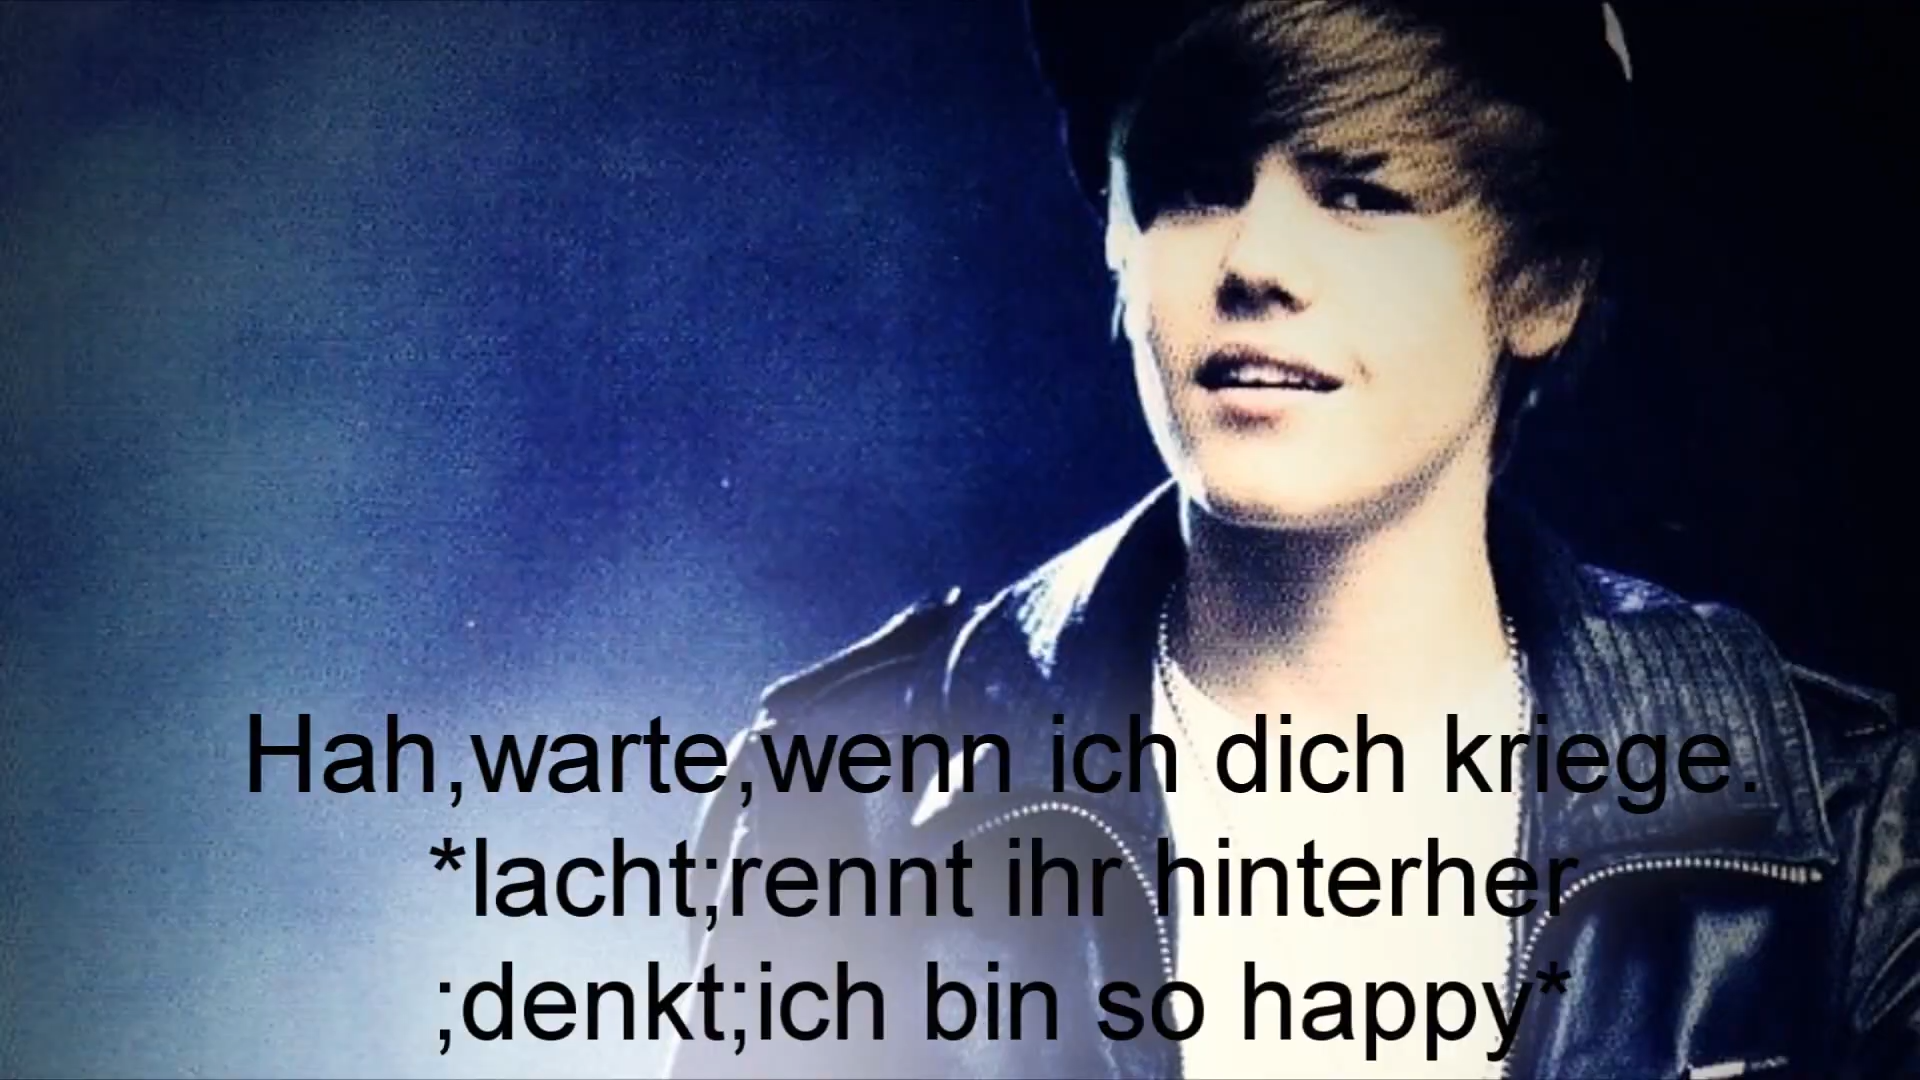 Hah,warte,wenn ich dich kriege.
*lacht;rennt ihr hinterher
;denkt;ich bin so happy*